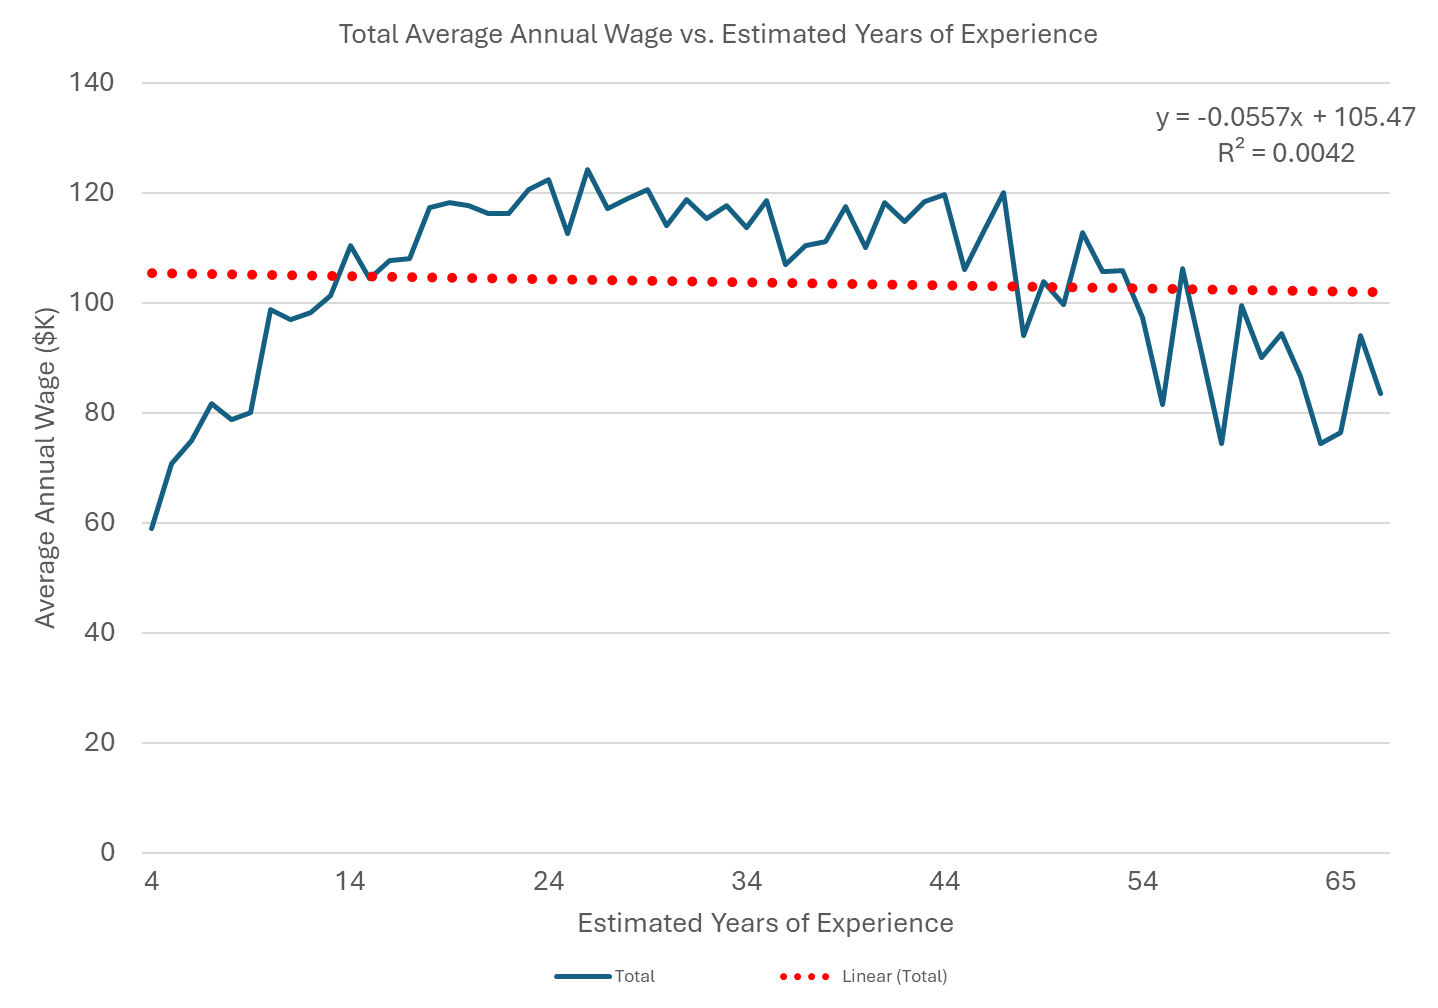 Total Average Annual Wage vs. Estimated Years of Experience
y = -0.0557x + 105.47
R² = 0.0042
140
120
100
80
60
40
20
0
Average Annual Wage ($K)
4 14 24 34 44 54 65
Estimated Years of Experience
Total Linear (Total)